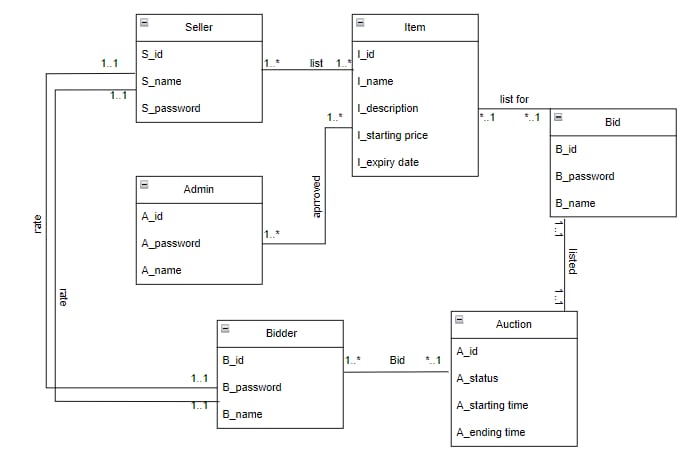 Seller
S_id
S_name
S_password
1..1
1..1
1..*
list
1..*
Item
I_id
I_name
I_description
I_starting price
I_expiry date
1..*
list for
*..1
*..1
Bid
B_id
B_password
B_name
Admin
A_id
A_password
A_name
1..*
approved
1..1
listed
1..1
rate
rate
Bidder
B_id
B_password
B_name
1..1
1..1
1..*
Bid
*..1
Auction
A_id
A_status
A_starting time
A_ending time